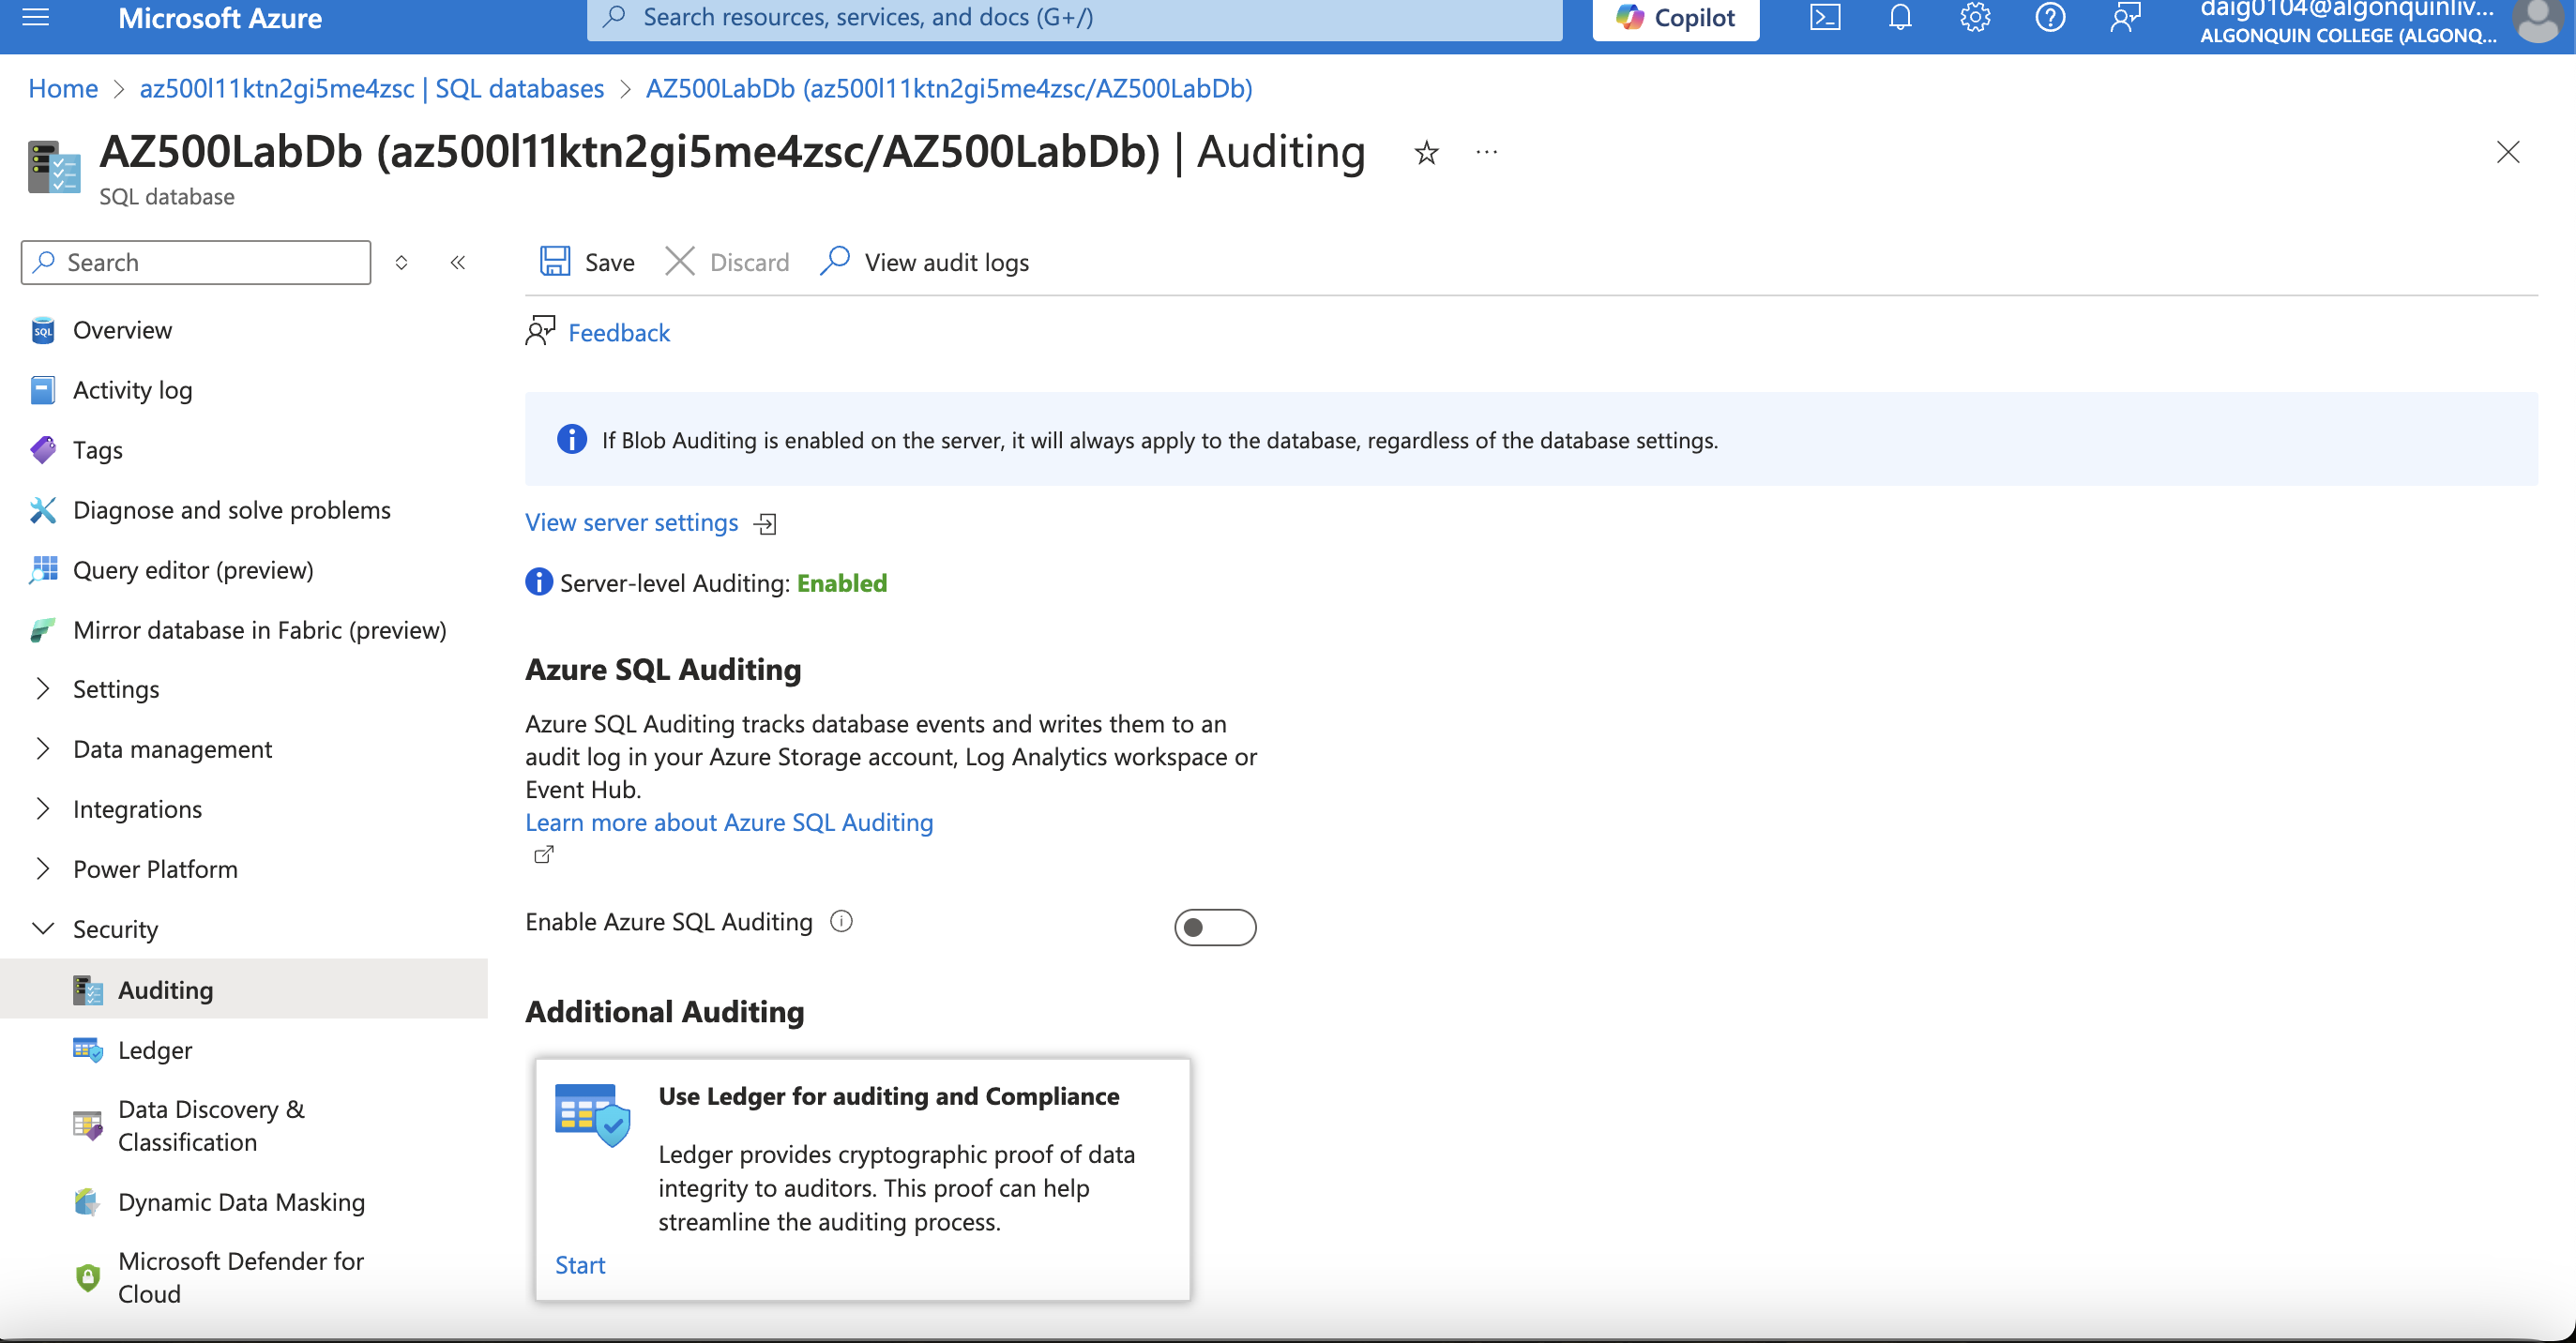 Microsoft Azure
Search resources, services, and docs (G+/)
Copilot
daig0104@algonquinliv...
ALGONQUIN COLLEGE (ALGONQ...
Home > az500l11ktn2gi5me4zsc | SQL databases > AZ500LabDb (az500l11ktn2gi5me4zsc/AZ500LabDb)
AZ500LabDb (az500l11ktn2gi5me4zsc/AZ500LabDb) | Auditing
SQL database
Search
Overview
Activity log
Tags
Diagnose and solve problems
Query editor (preview)
Mirror database in Fabric (preview)
Settings
Data management
Integrations
Power Platform
Security
Auditing
Ledger
Data Discovery &
Classification
Dynamic Data Masking
Microsoft Defender for
Cloud
Save
Discard
View audit logs
Feedback
If Blob Auditing is enabled on the server, it will always apply to the database, regardless of the database settings.
View server settings
Server-level Auditing: Enabled
Azure SQL Auditing
Azure SQL Auditing tracks database events and writes them to an
audit log in your Azure Storage account, Log Analytics workspace or
Event Hub.
Learn more about Azure SQL Auditing
Enable Azure SQL Auditing
Additional Auditing
Use Ledger for auditing and Compliance
Ledger provides cryptographic proof of data
integrity to auditors. This proof can help
streamline the auditing process.
Start